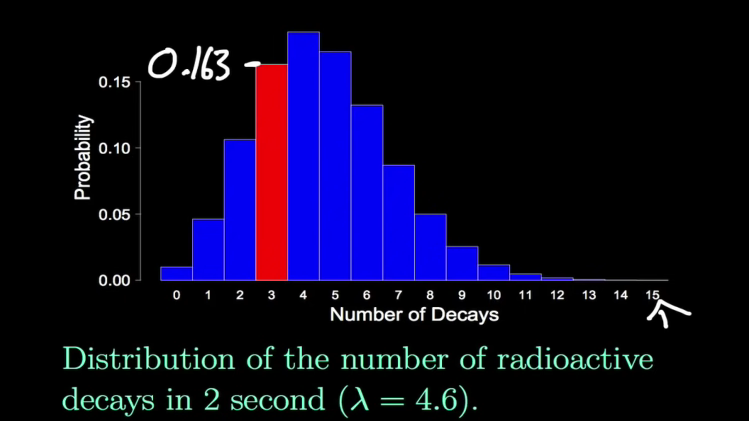 0.163
0.15
0.10
0.05
0.00
Probability
0 1 2 3 4 5 6 7 8 9 10 11 12 13 14 15
Number of Decays
Distribution of the number of radioactive
decays in 2 second (λ = 4.6).